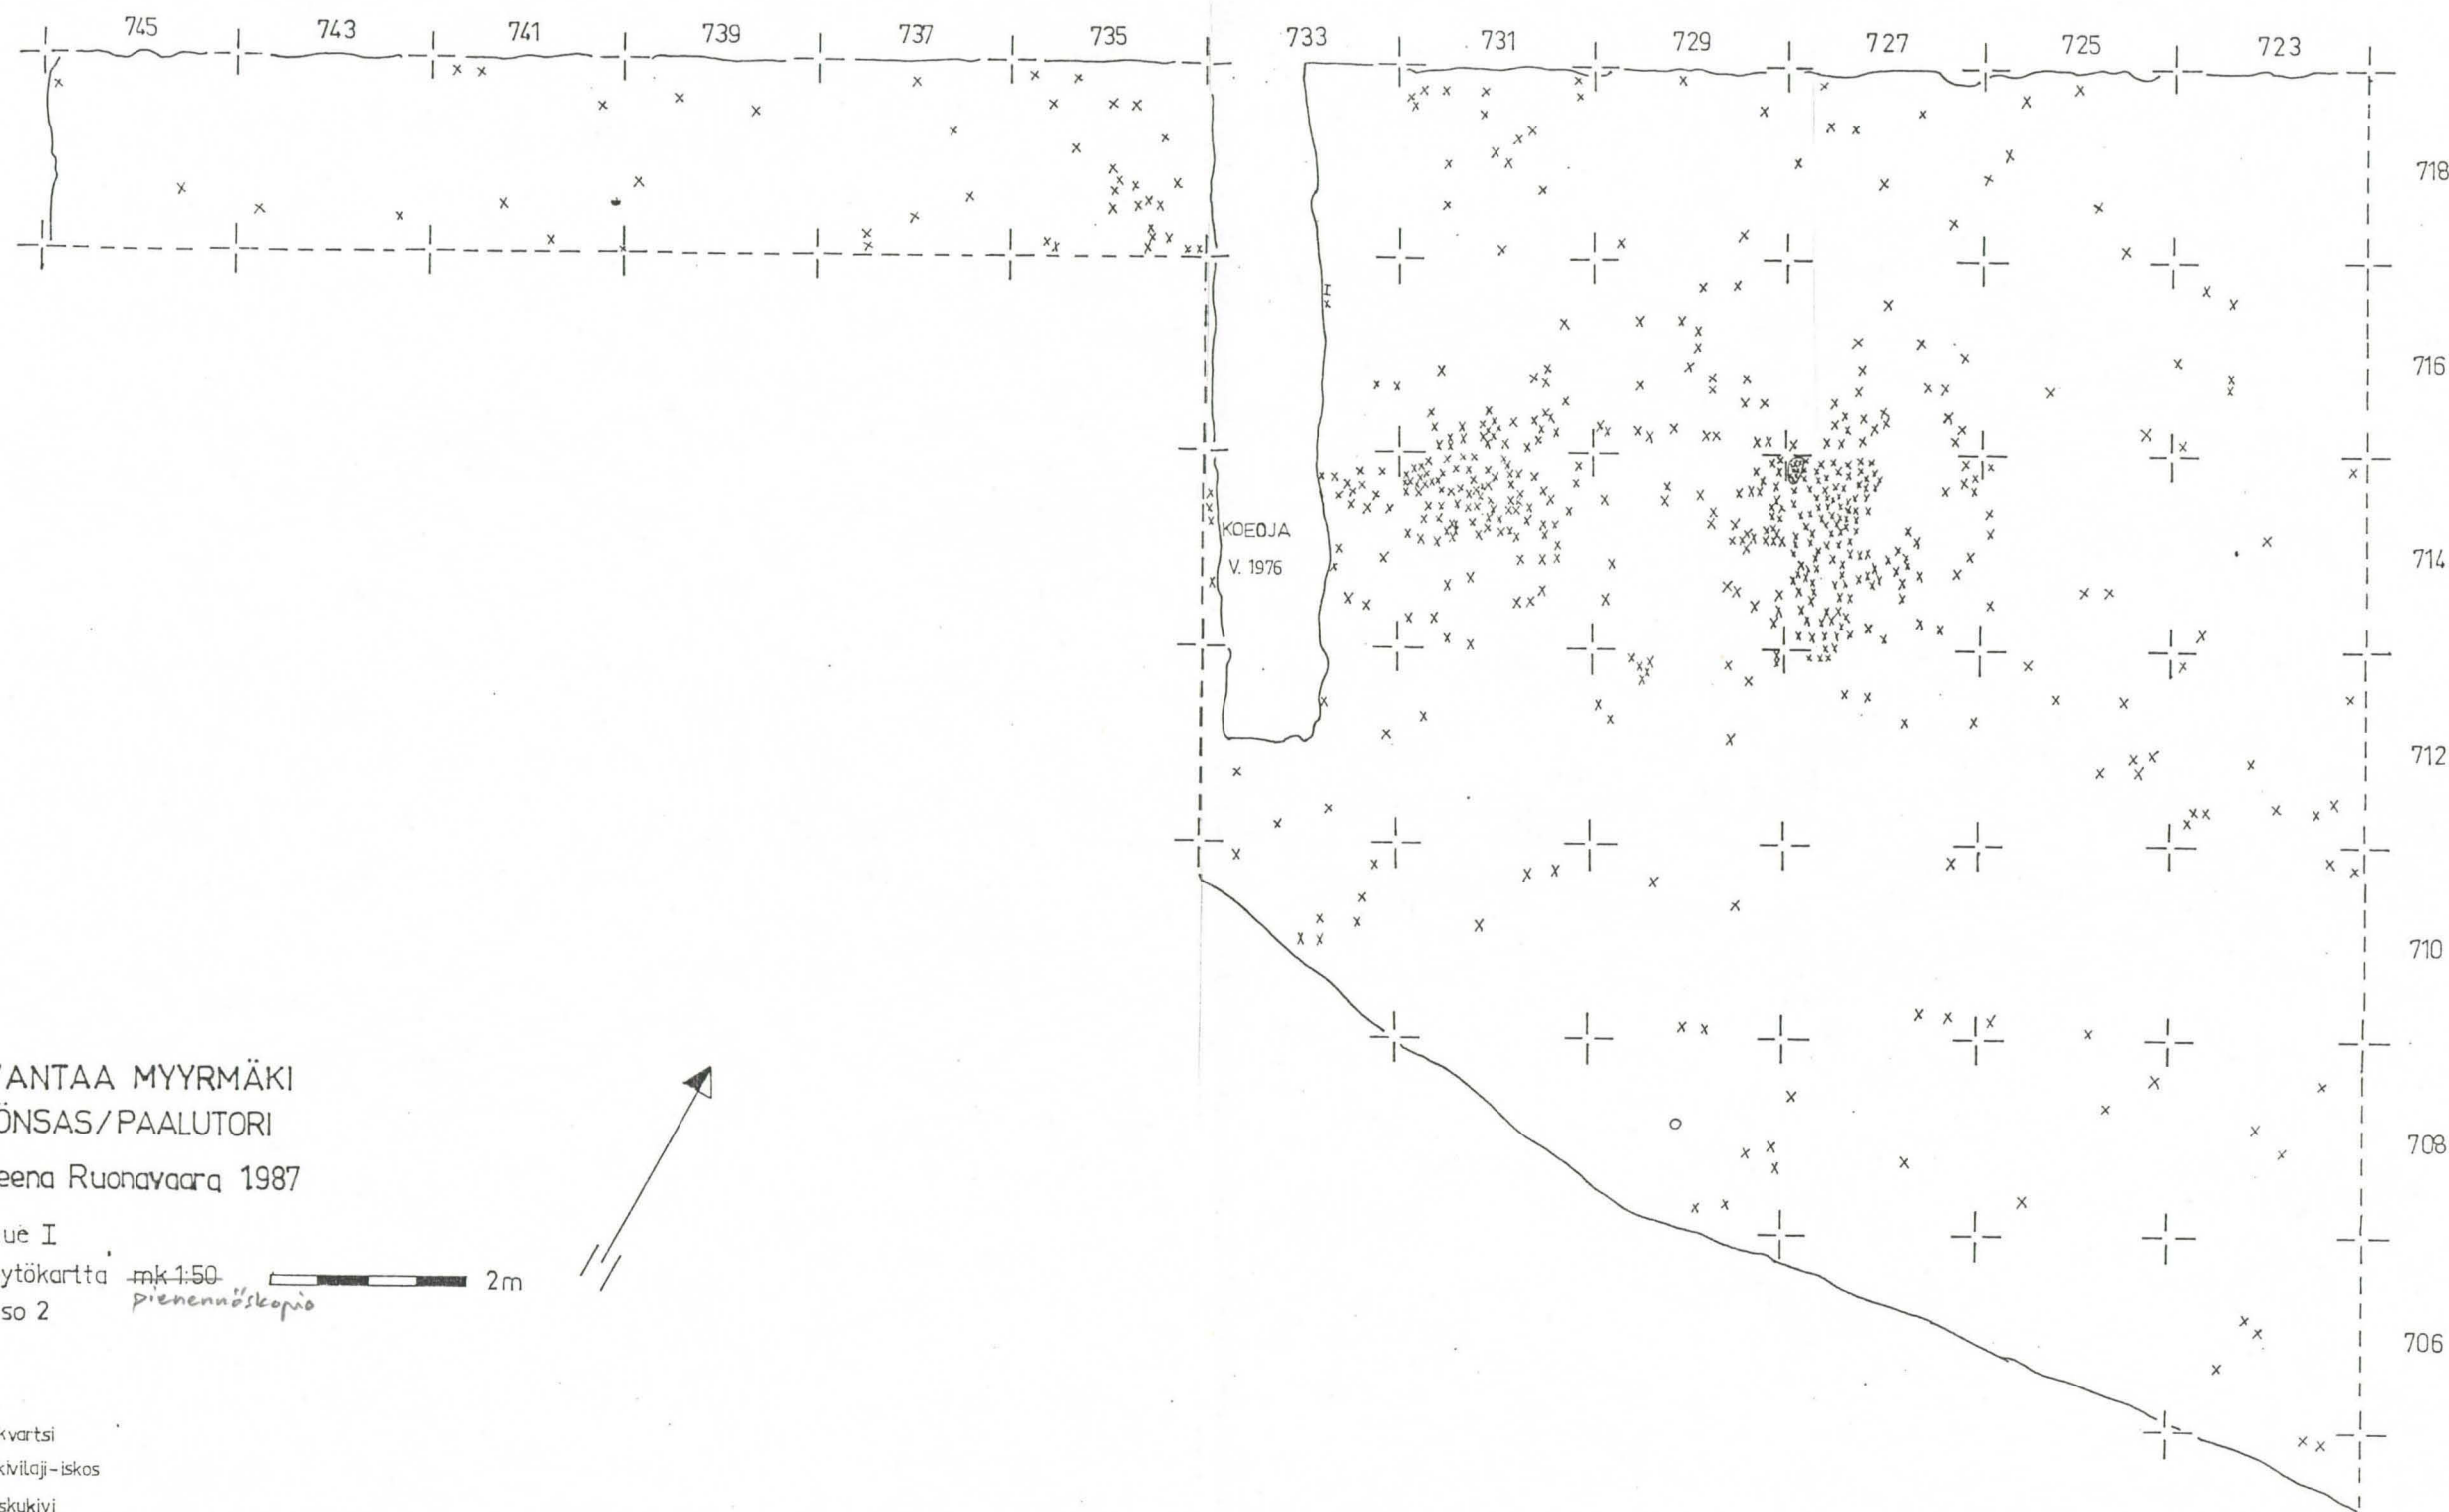 745 743 741 739 737 735 733 731 729 727 725 723
718
716
KOEOJA
714
V. 1976
712
710
ANTAA MYYRMÄKI
ÖNSAS/PAALUTORI
708
eena Ruonavaara 1987
ue I
ytökartta mk 1:50 2m
pienennöskopio
so 2
706
kvartsi
kivilaji-iskos
skukivi